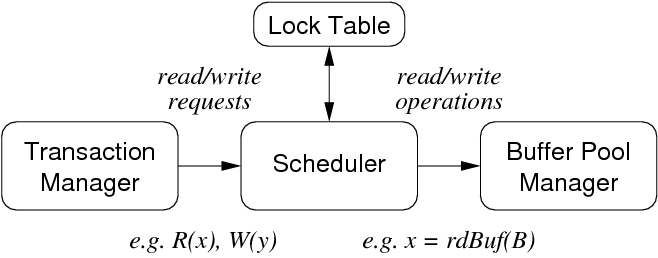 Lock Table
read/write
requests
read/write
operations
Transaction
Manager
Scheduler
Buffer Pool
Manager
e.g. R(x), W(y)
e.g. x = rdBuf(B)